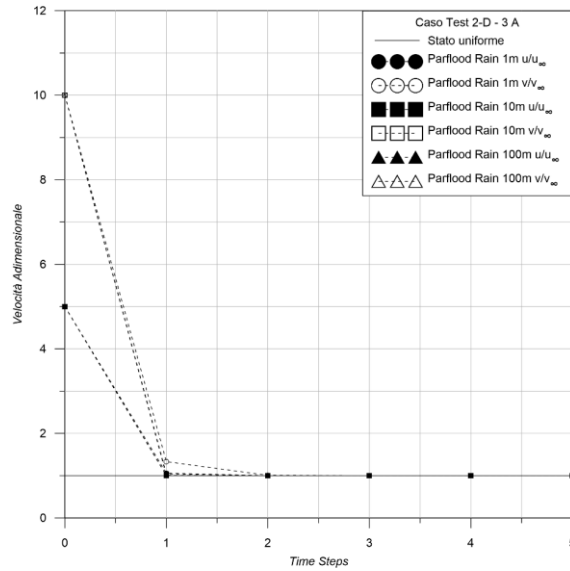 Caso Test 2-D - 3 A
Stato uniforme
Parflood Rain 1m u/u∞
Parflood Rain 1m v/v∞
Parflood Rain 10m u/u∞
Parflood Rain 10m v/v∞
Parflood Rain 100m u/u∞
Parflood Rain 100m v/v∞
Velocità Adimensionale
12
10
8
6
4
2
0
0 1 2 3 4 5
Time Steps